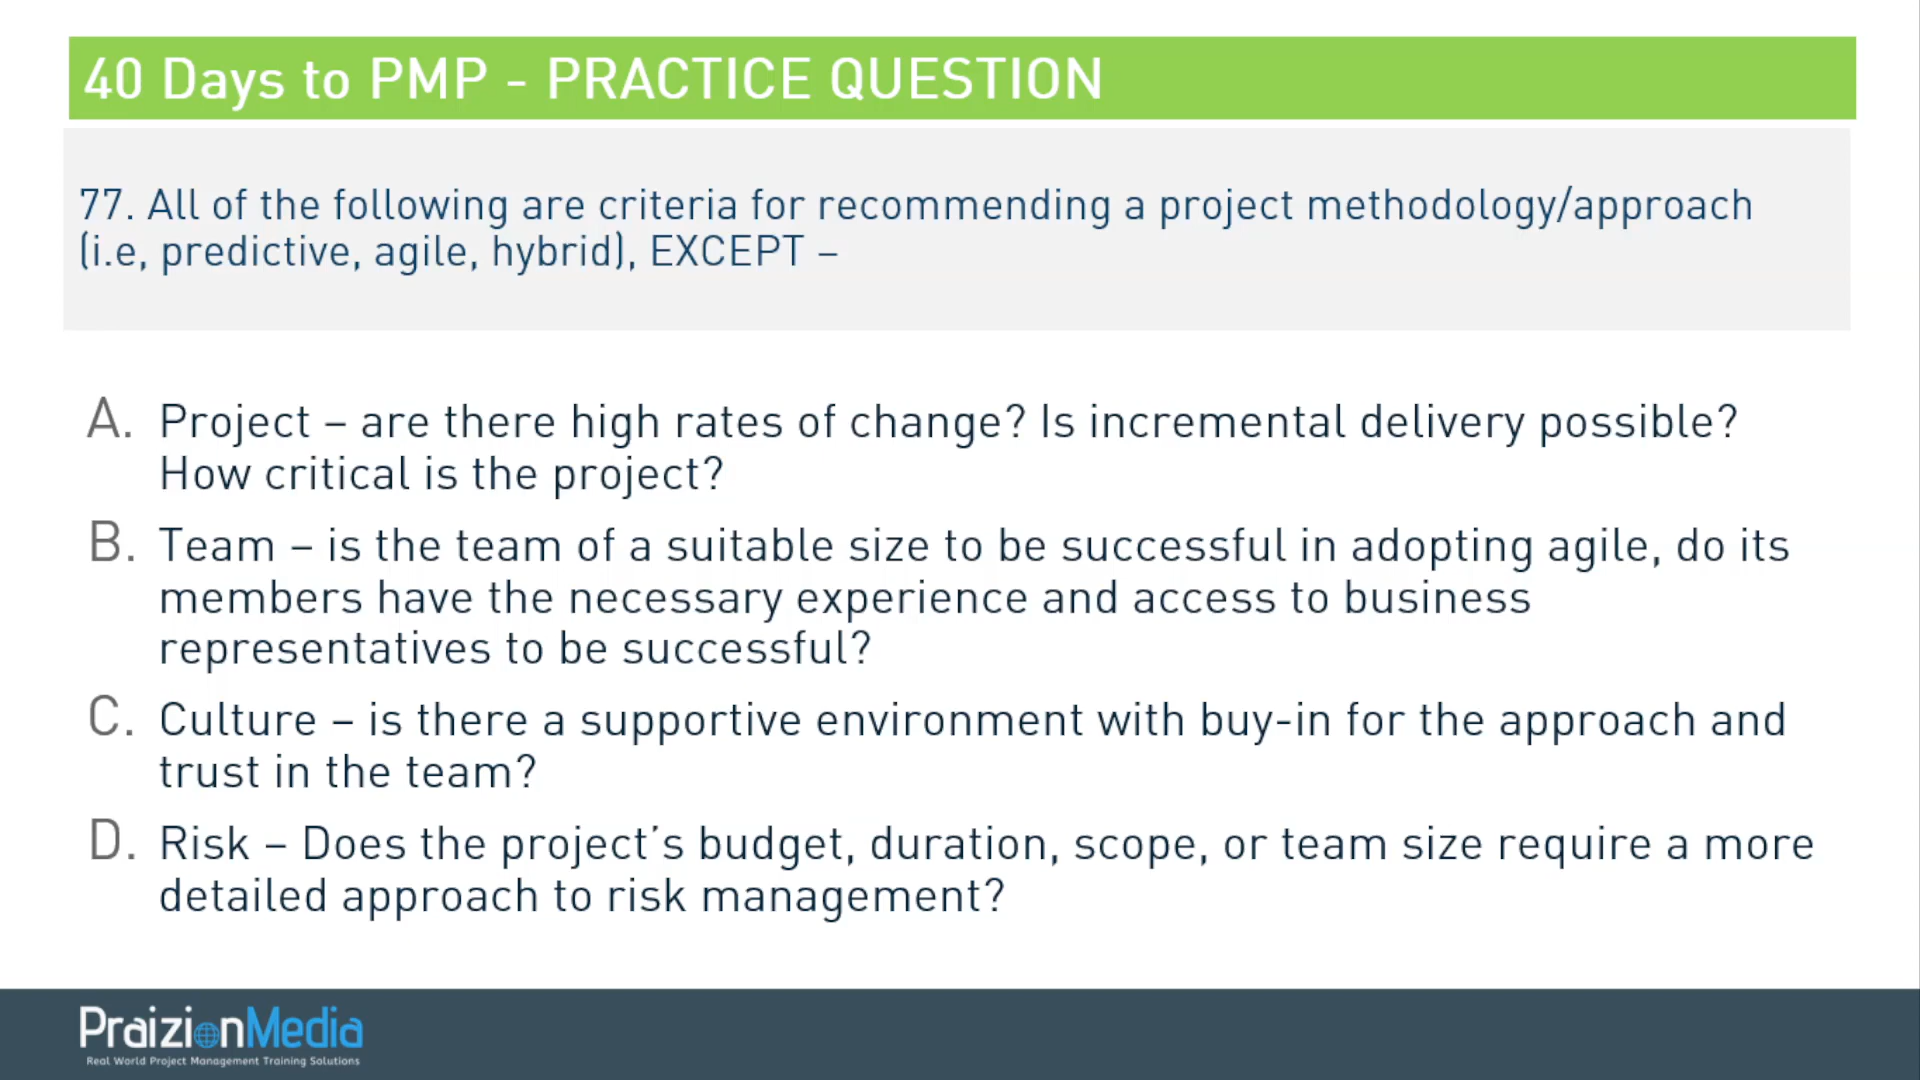 40 Days to PMP - PRACTICE QUESTION
77. All of the following are criteria for recommending a project methodology/approach
(i.e, predictive, agile, hybrid), EXCEPT –
A. Project – are there high rates of change? Is incremental delivery possible?
How critical is the project?
B. Team – is the team of a suitable size to be successful in adopting agile, do its
members have the necessary experience and access to business
representatives to be successful?
C. Culture – is there a supportive environment with buy-in for the approach and
trust in the team?
D. Risk – Does the project’s budget, duration, scope, or team size require a more
detailed approach to risk management?
PraizionMedia
Real World Project Management Training Solutions